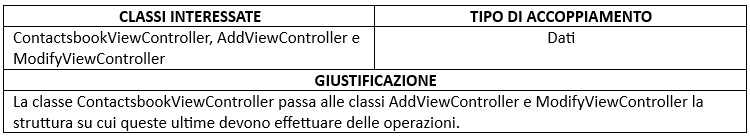 CLASSI INTERESSATE
TIPO DI ACCOPPIAMENTO
ContactsbookViewController, AddViewController e
ModifyViewController
Dati
GIUSTIFICAZIONE
La classe ContactsbookViewController passa alle classi AddViewController e ModifyViewController la
struttura su cui queste ultime devono effettuare delle operazioni.